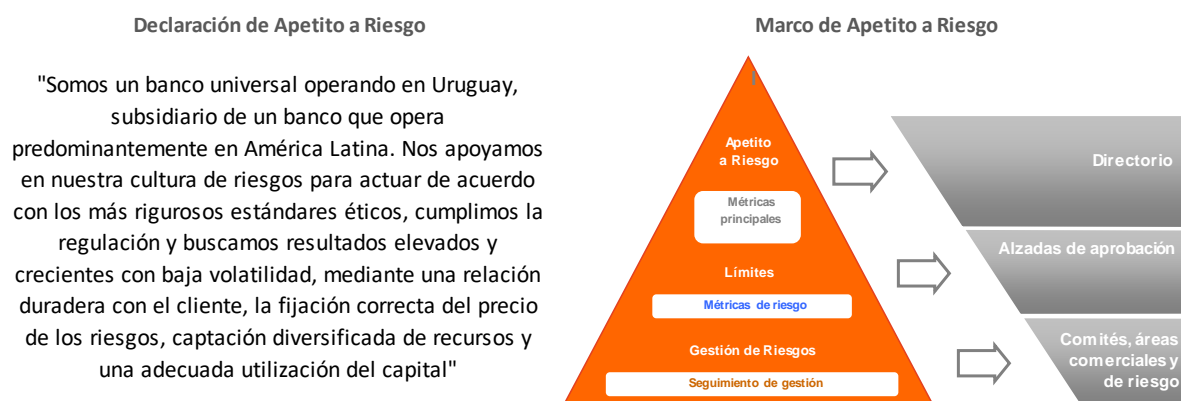 Declaración de Apetito a Riesgo
"Somos un banco universal operando en Uruguay,
subsidiario de un banco que opera
predominantemente en América Latina. Nos apoyamos
en nuestra cultura de riesgos para actuar de acuerdo
con los más rigurosos estándares éticos, cumplimos la
regulación y buscamos resultados elevados y
crecientes con baja volatilidad, mediante una relación
duradera con el cliente, la fijación correcta del precio
de los riesgos, captación diversificada de recursos y
una adecuada utilización del capital"
Marco de Apetito a Riesgo
Apetito
a Riesgo
Métricas
principales
Límites
Métricas de riesgo
Gestión de Riesgos
Seguimiento de gestión
Directorio
Alzadas de aprobación
Comités, áreas
comerciales y
de riesgo